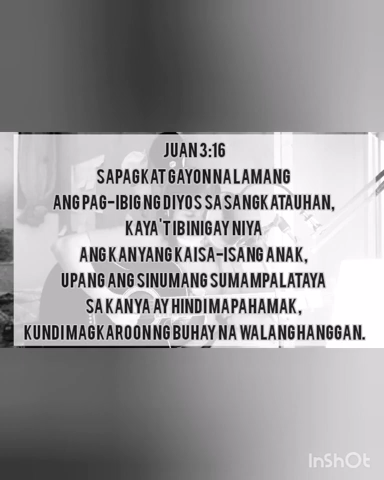 JUAN 3:16
SAPAGKAT GAYON NA LAMANG
ANG PAG-IBIG NG DIYOS SA SANGKATAUHAN,
KAYA'T IBINIGAY NIYA
ANG KANYANG KAISA-ISANG ANAK,
UPANG ANG SINUMANG SUMAMPALATAYA
SA KANYA AY HINDI MAPAHAMAK,
KUNDI MAGKAROON NG BUHAY NA WALANG HANGGAN.
InShOt